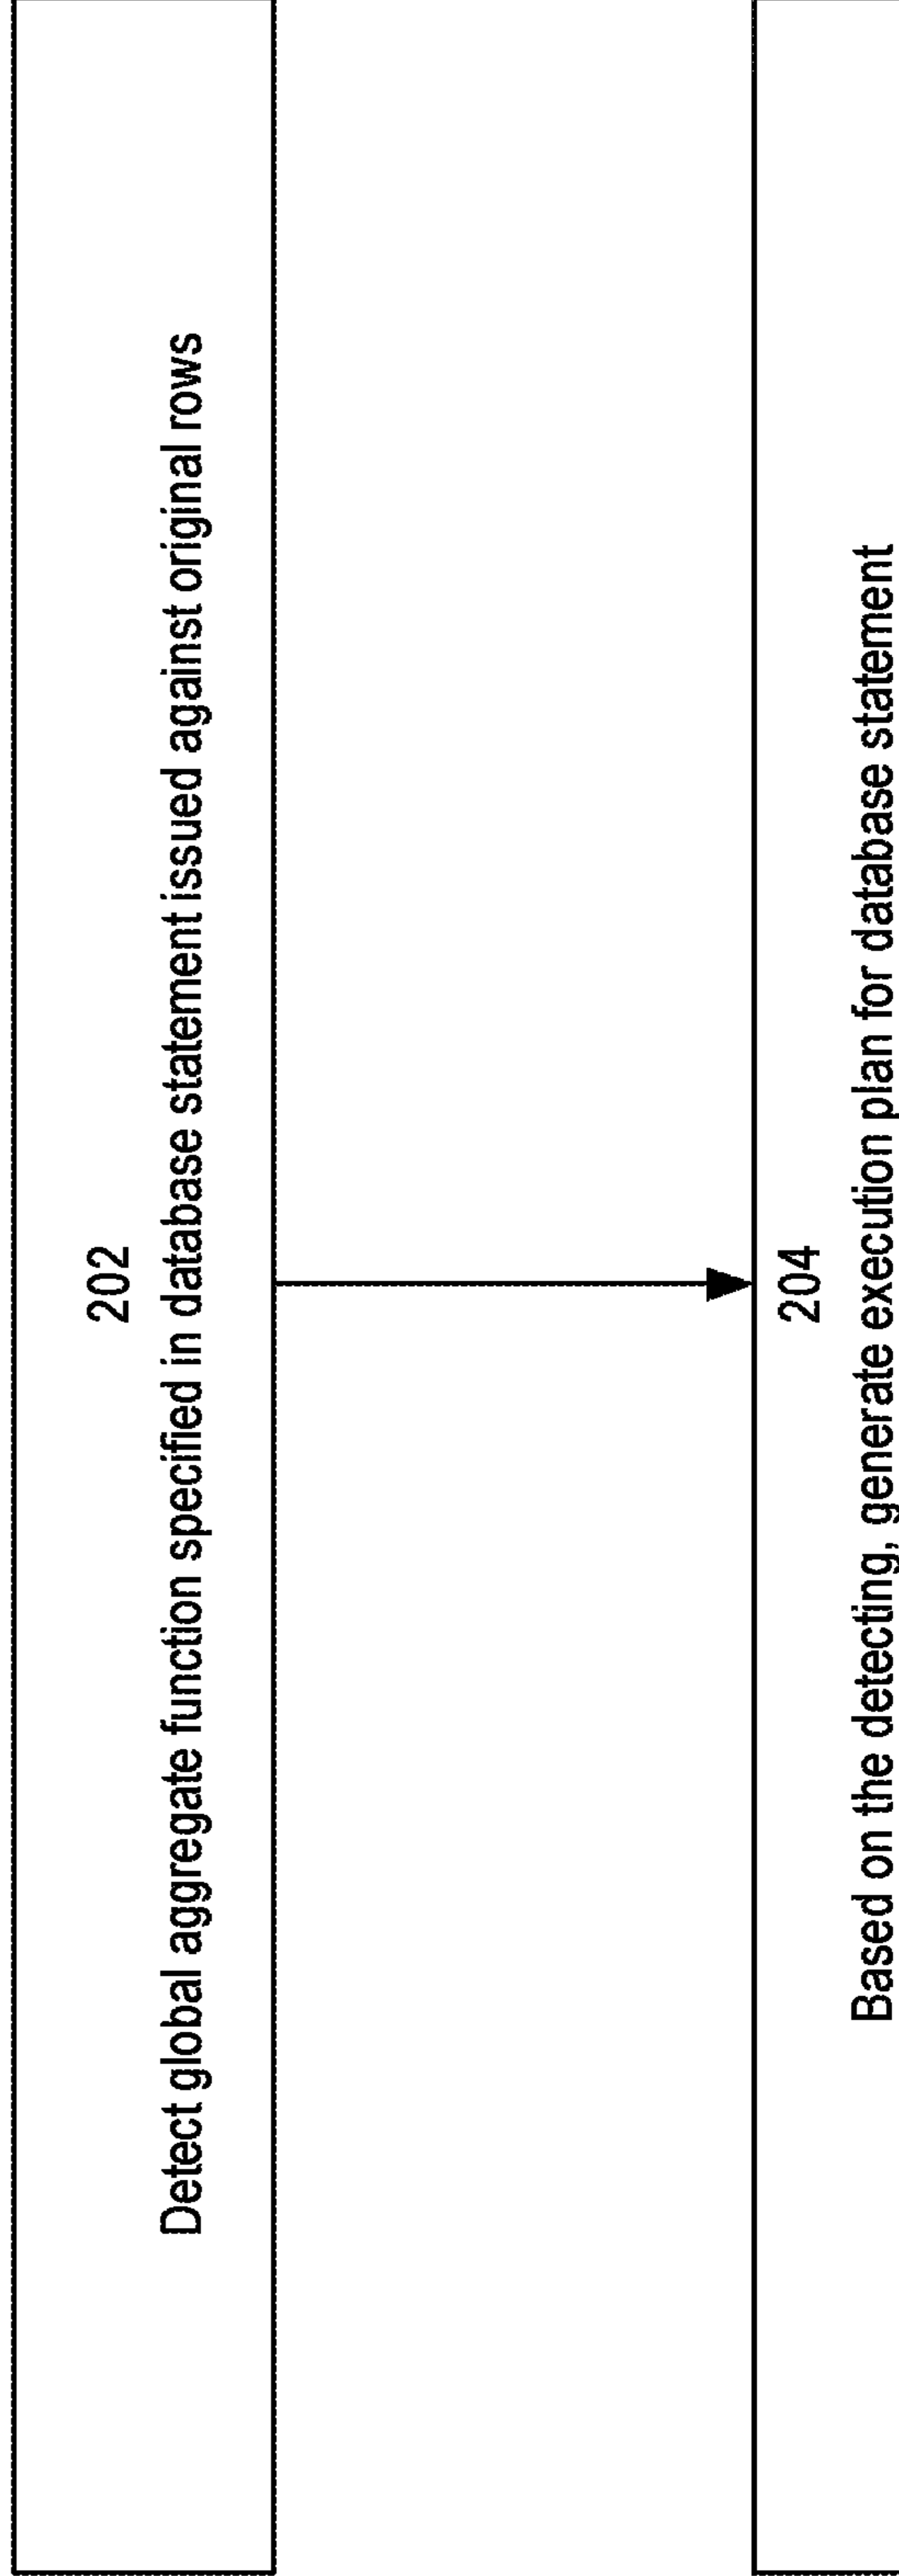 202
Detect global aggregate function specified in database statement issued against original rows
204
Based on the detecting, generate execution plan for database statement